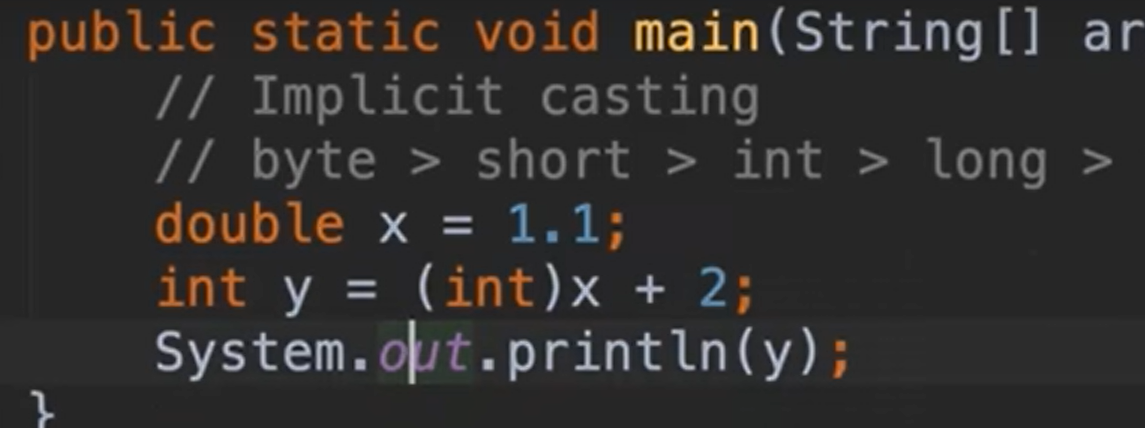 public static void main(String[] ar
// Implicit casting
// byte > short > int > long >
double x = 1.1;
int y = (int)x + 2;
System.out.println(y);
}